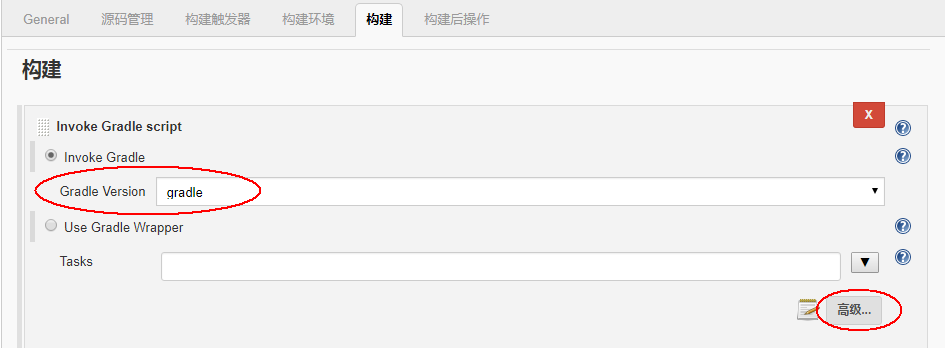 General 源码管理 构建触发器 构建环境 构建 构建后操作
构建
Invoke Gradle script
X
Invoke Gradle
Gradle Version gradle
Use Gradle Wrapper
Tasks
高级...